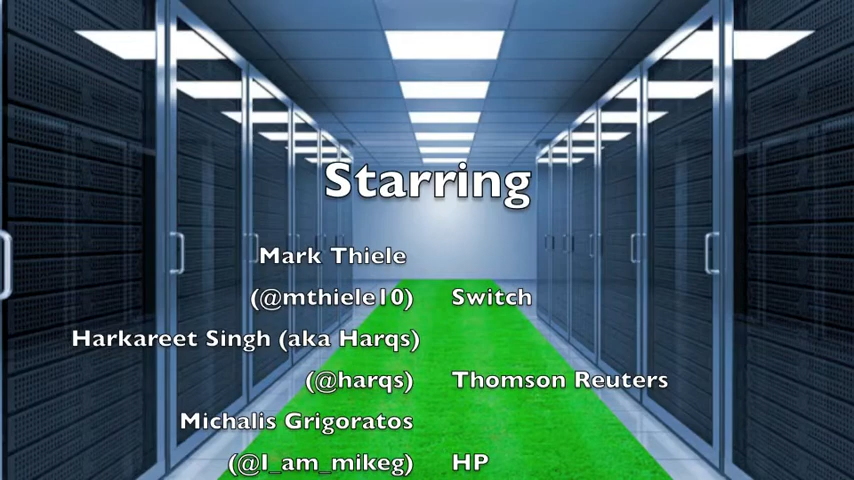 Starring
Mark Thiele
(@mthiele10) Switch
Harkareet Singh (aka Harqs)
(@harqs) Thomson Reuters
Michalis Grigoratos
(@I_am_mikeg) HP